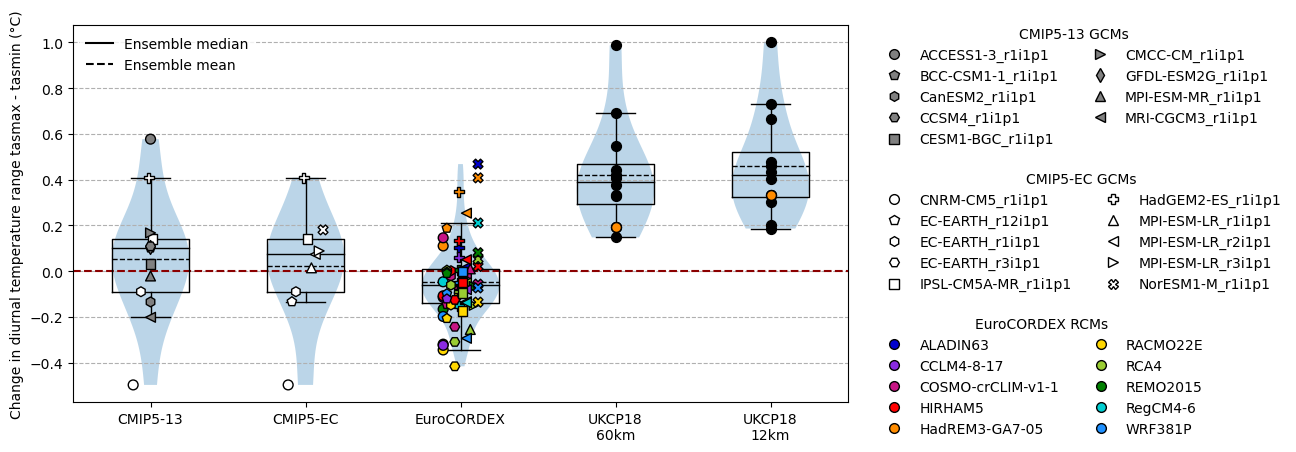 Change in diurnal temperature range tasmax - tasmin (°C)
1.0
0.8
0.6
0.4
0.2
0.0
−0.2
−0.4
Ensemble median
Ensemble mean
CMIP5-13
CMIP5-EC
EuroCORDEX
UKCP18
60km
UKCP18
12km
CMIP5-13 GCMs
ACCESS1-3_r1i1p1
BCC-CSM1-1_r1i1p1
CanESM2_r1i1p1
CCSM4_r1i1p1
CESM1-BGC_r1i1p1
CMCC-CM_r1i1p1
GFDL-ESM2G_r1i1p1
MPI-ESM-MR_r1i1p1
MRI-CGCM3_r1i1p1
CMIP5-EC GCMs
CNRM-CM5_r1i1p1
EC-EARTH_r12i1p1
EC-EARTH_r1i1p1
EC-EARTH_r3i1p1
IPSL-CM5A-MR_r1i1p1
HadGEM2-ES_r1i1p1
MPI-ESM-LR_r1i1p1
MPI-ESM-LR_r2i1p1
MPI-ESM-LR_r3i1p1
NorESM1-M_r1i1p1
EuroCORDEX RCMs
ALADIN63
CCLM4-8-17
COSMO-crCLIM-v1-1
HIRHAM5
HadREM3-GA7-05
RACMO22E
RCA4
REMO2015
RegCM4-6
WRF381P